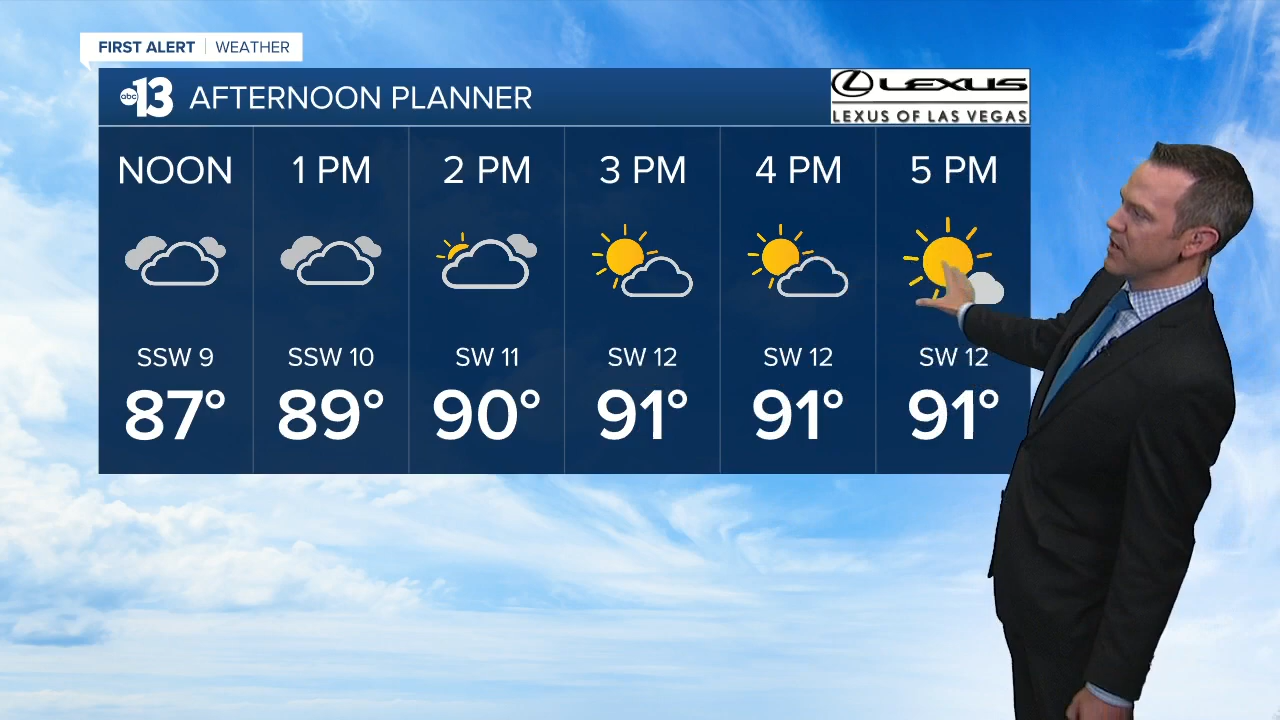 FIRST ALERT | WEATHER
abc 13 AFTERNOON PLANNER
LEXUS
LEXUS OF LAS VEGAS
NOON 1 PM 2 PM 3 PM 4 PM 5 PM
SSW 9 SSW 10 SW 11 SW 12 SW 12 SW 12
87° 89° 90° 91° 91° 91°